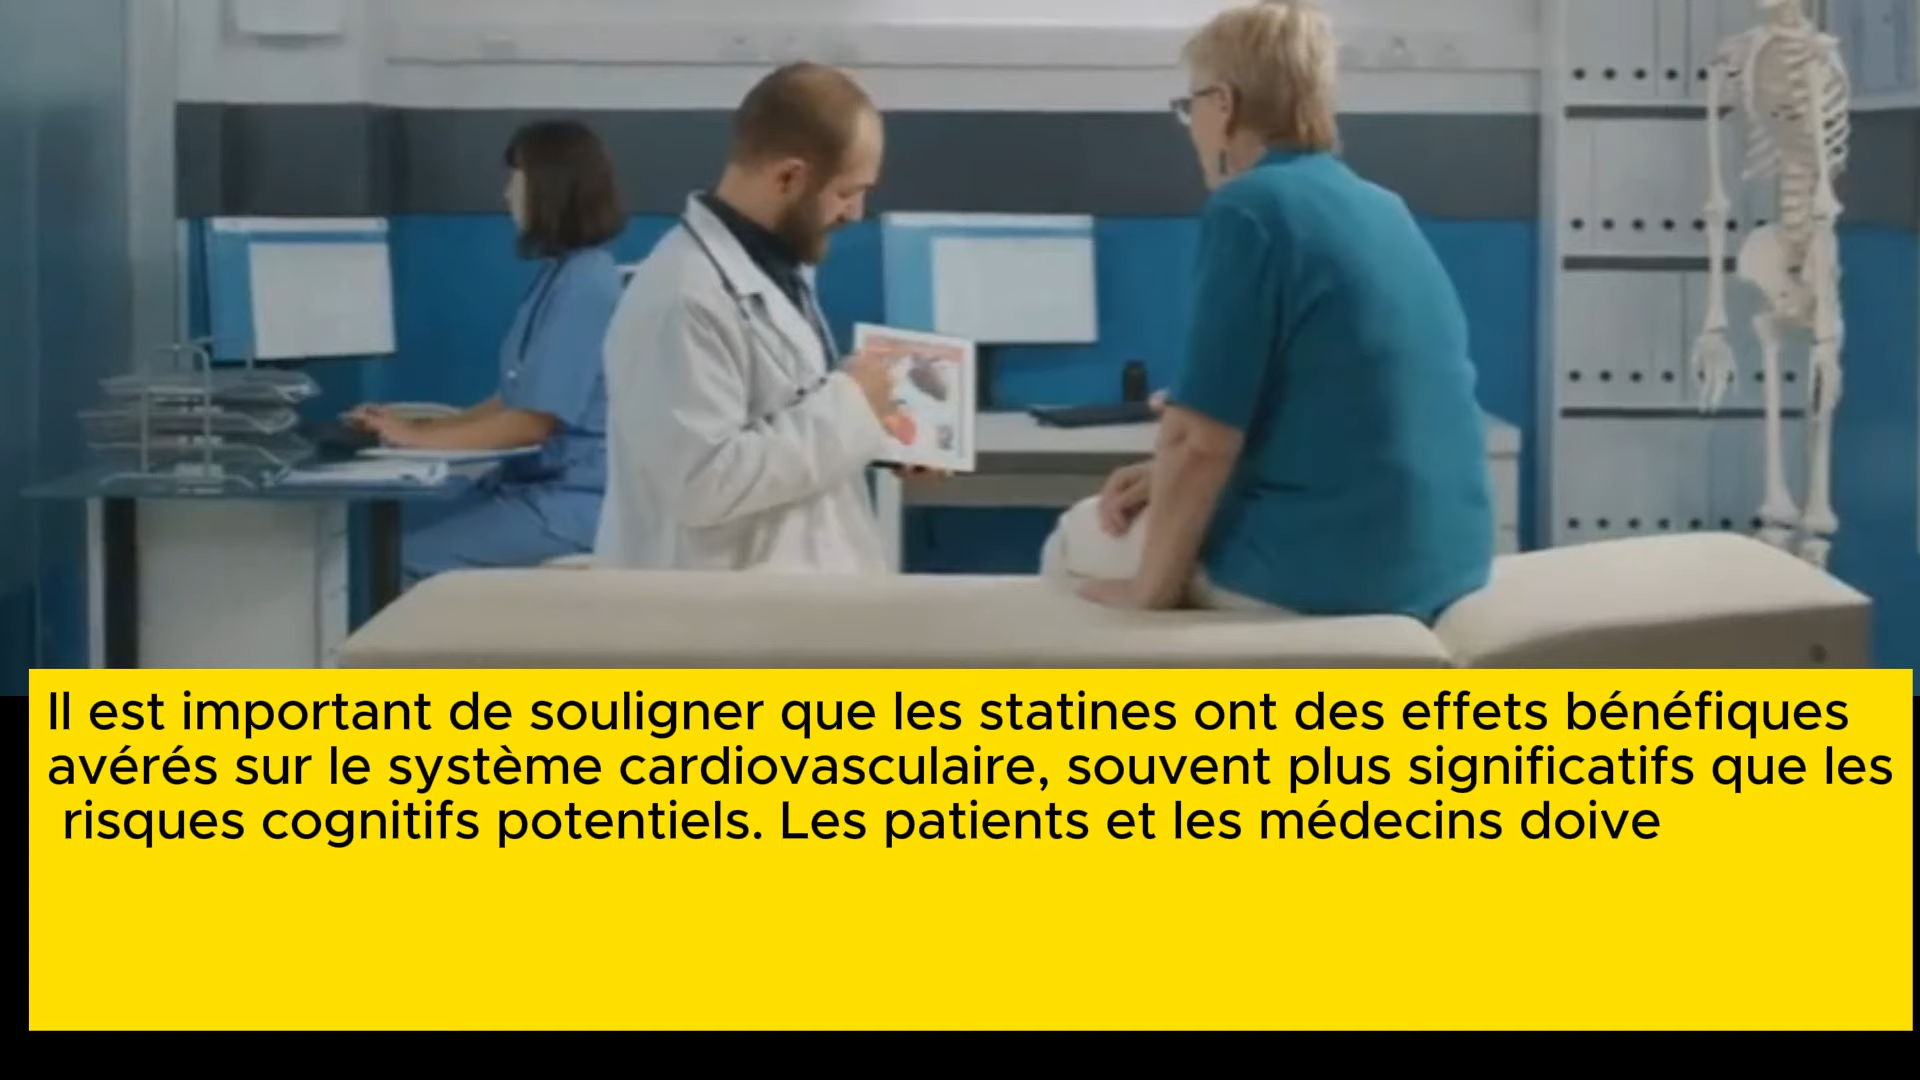 Il est important de souligner que les statines ont des effets bénéfiques
avérés sur le système cardiovasculaire, souvent plus significatifs que les
risques cognitifs potentiels. Les patients et les médecins doive